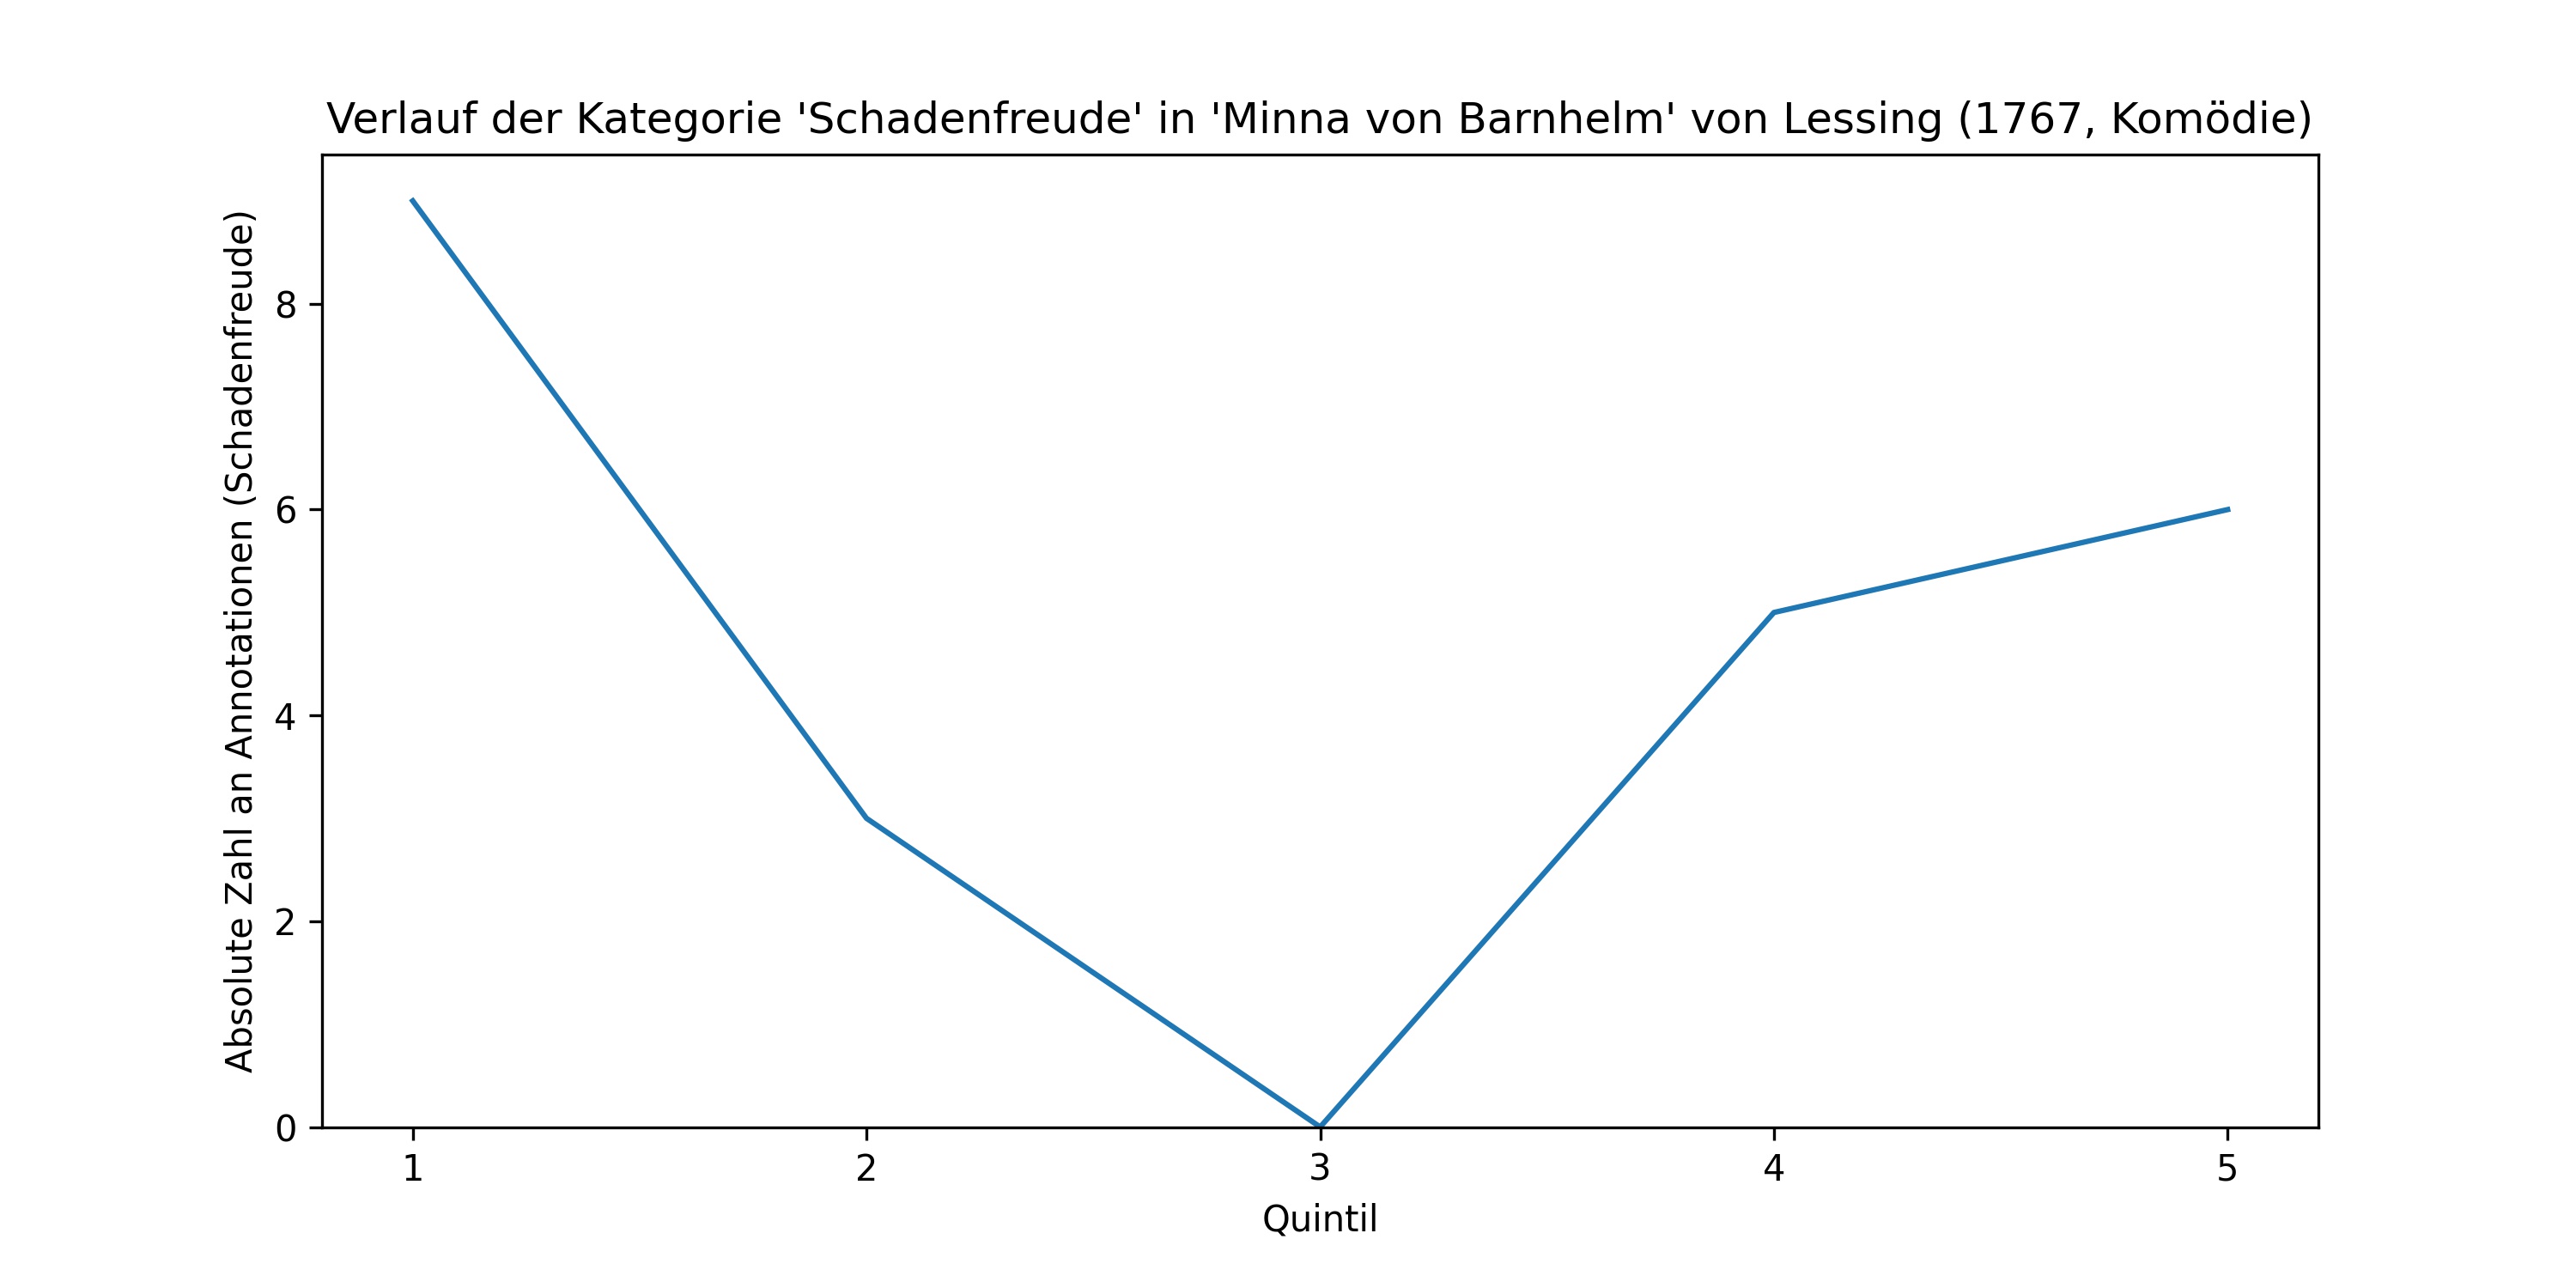 Verlauf der Kategorie 'Schadenfreude' in 'Minna von Barnhelm' von Lessing (1767, Komödie)
Absolute Zahl an Annotationen (Schadenfreude)
8
6
4
2
0
1 2 3 4 5
Quintil